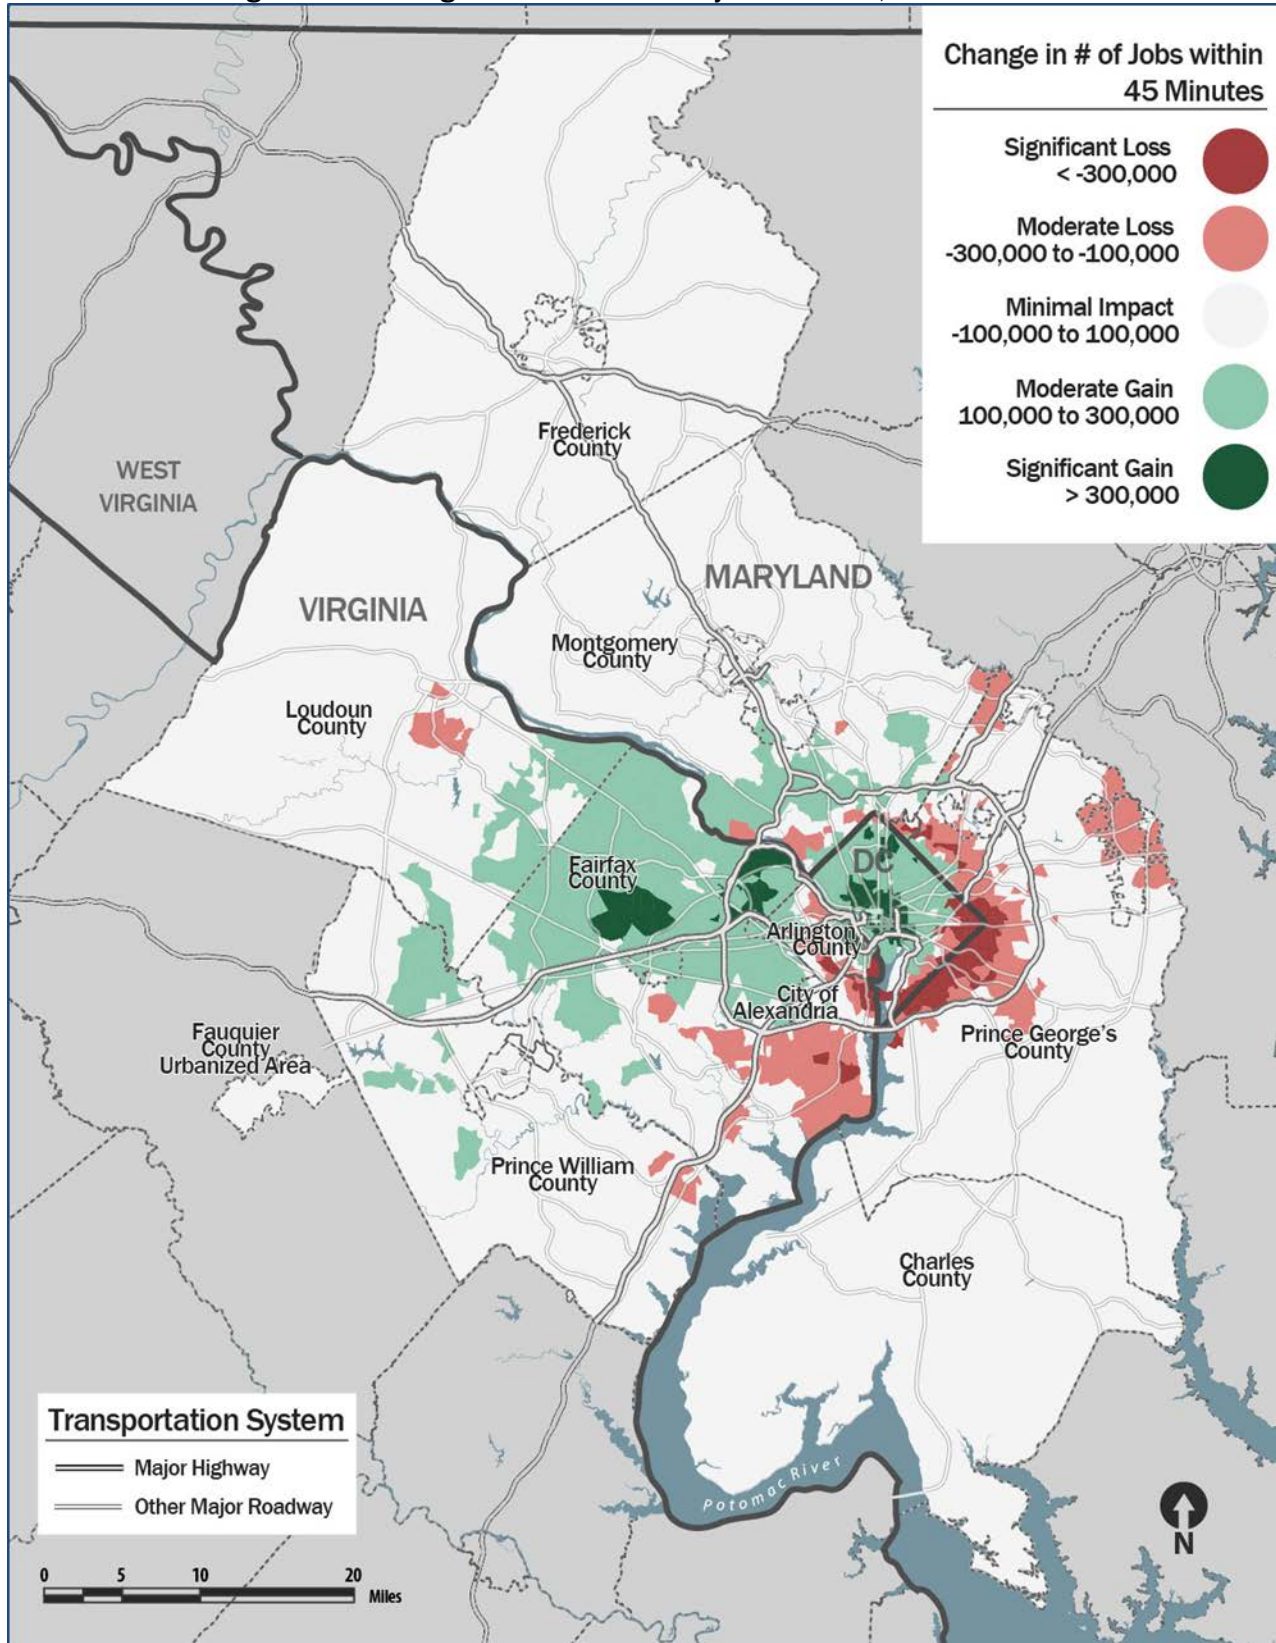 Change in # of Jobs within
45 Minutes
Significant Loss
< -300,000
Moderate Loss
-300,000 to -100,000
Minimal Impact
-100,000 to 100,000
Moderate Gain
100,000 to 300,000
Significant Gain
> 300,000
Frederick
County
WEST
VIRGINIA
MARYLAND
VIRGINIA
Montgomery
County
Loudoun
County
DC
Fairfax
County
Arlington
County
City of
Alexandria
Fauquier
County
Urbanized Area
Prince George's
County
Prince William
County
Charles
County
Transportation System
Major Highway
Other Major Roadway
Potomac River
N
0 5 10 20
Miles